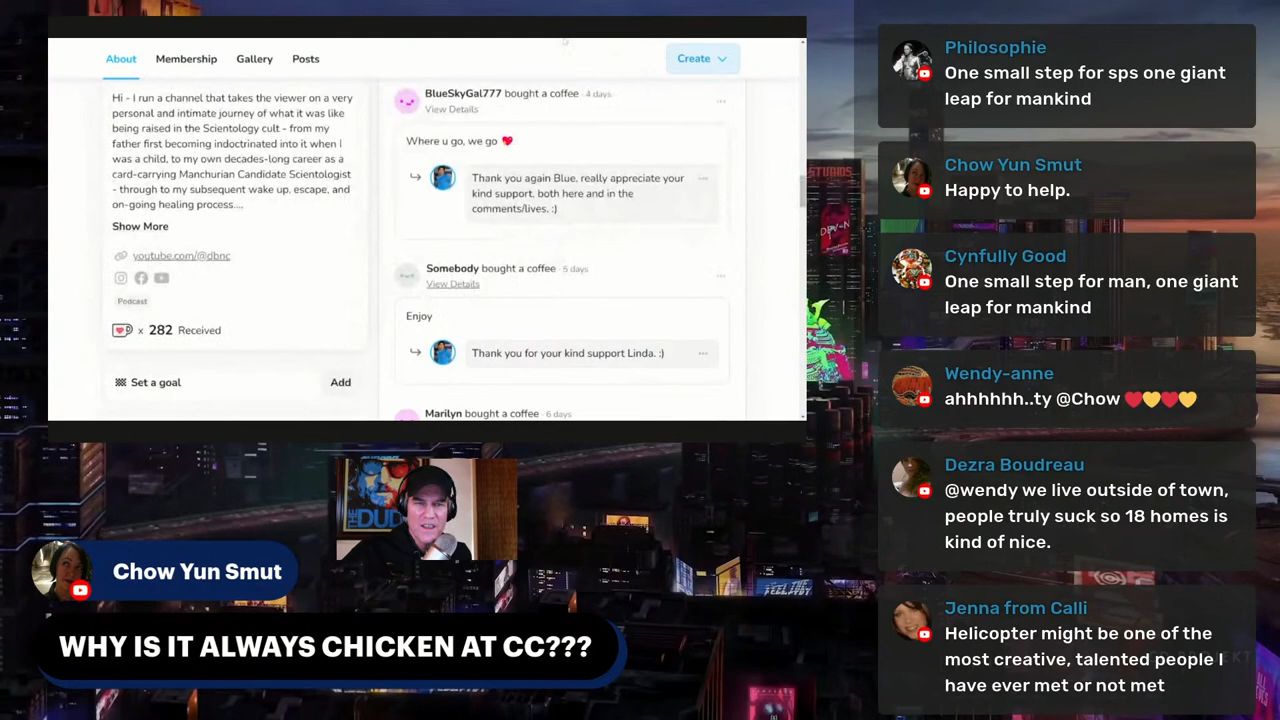 About
Membership
Gallery
Posts
Create
Hi - I run a channel that takes the viewer on a very
personal and intimate journey of what it was like
being raised in the Scientology cult - from my
father first becoming indoctrinated into it when I
was a child, to my own decades-long career as a
card-carrying Manchurian Candidate Scientologist
- through to my subsequent wake up, escape, and
on-going healing process....
Show More
youtube.com/@dbnc
Podcast
x 282 Received
Set a goal
Add
BlueSkyGal777 bought a coffee · 4 days
View Details
Where u go, we go
Thank you again Blue, really appreciate your
kind support, both here and in the
comments/lives. :)
Somebody bought a coffee · 5 days
View Details
Enjoy
Thank you for your kind support Linda. :)
Marilyn bought a coffee · 6 days
THE
DUDE
Chow Yun Smut
WHY IS IT ALWAYS CHICKEN AT CC???
STUDIOS
FEEL THE
Philosophie
One small step for sps one giant
leap for mankind
Chow Yun Smut
Happy to help.
Cynfully Good
One small step for man, one giant
leap for mankind
Wendy-anne
ahhhhhh..ty @Chow ❤️💛❤️💛
Dezra Boudreau
@wendy we live outside of town,
people truly suck so 18 homes is
kind of nice.
Jenna from Calli
Helicopter might be one of the
most creative, talented people I
have ever met or not met